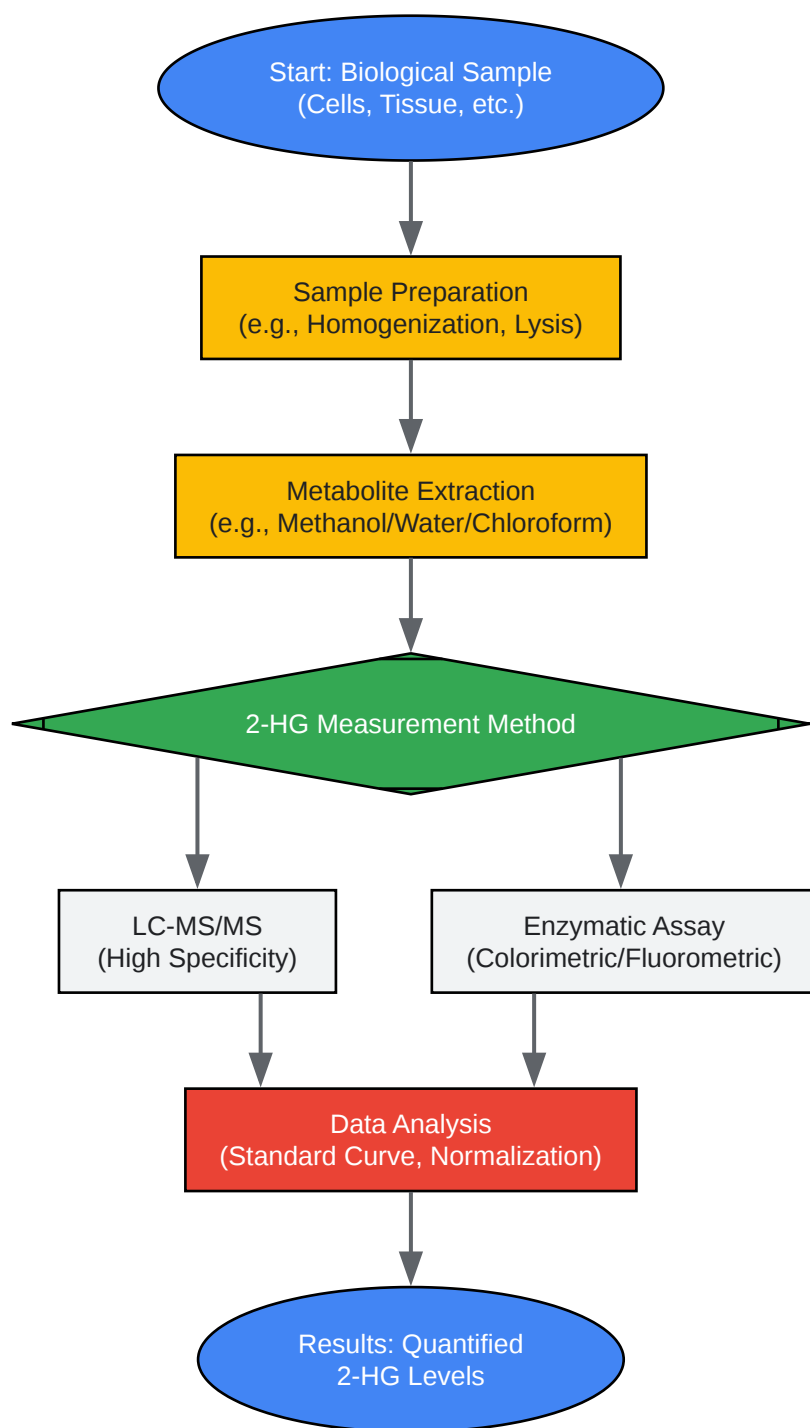 Start: Biological Sample
(Cells, Tissue, etc.)
Sample Preparation
(e.g., Homogenization, Lysis)
Metabolite Extraction
(e.g., Methanol/Water/Chloroform)
2-HG Measurement Method
LC-MS/MS
(High Specificity)
Enzymatic Assay
(Colorimetric/Fluorometric)
Data Analysis
(Standard Curve, Normalization)
Results: Quantified
2-HG Levels